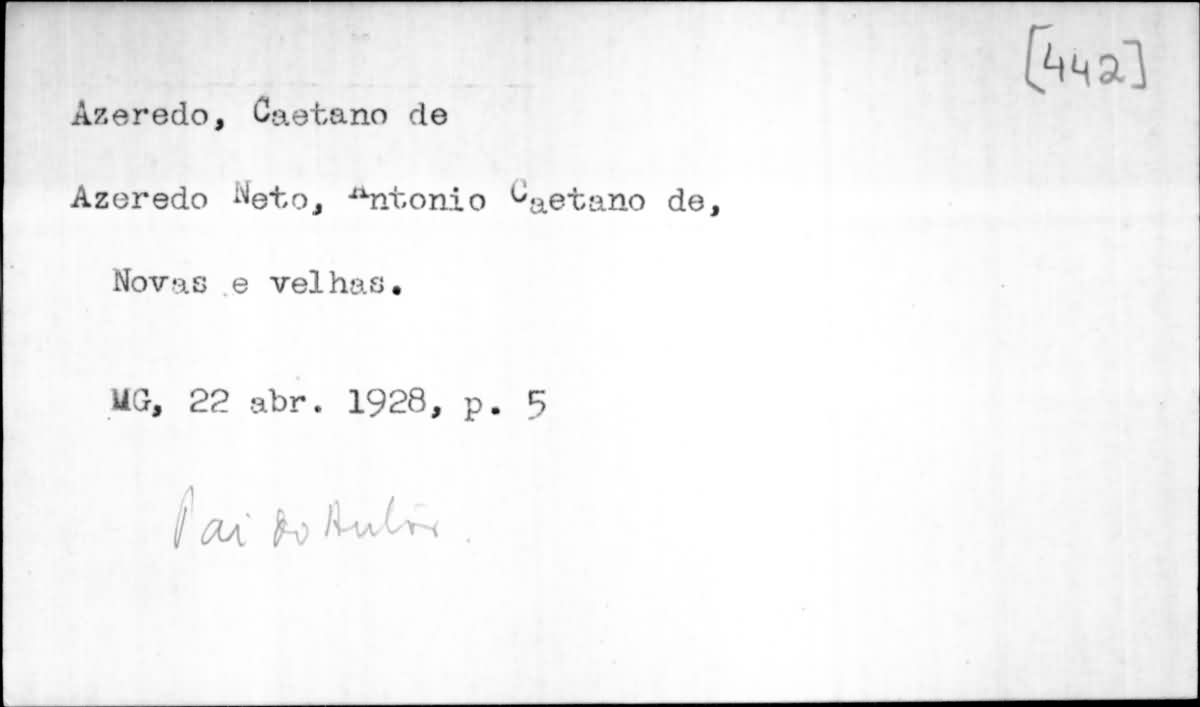 [442]
Azeredo, Caetano de
Azeredo Neto, Antonio Caetano de,
Novas e velhas.
MG, 22 abr. 1928, p. 5
Pai do Autor.